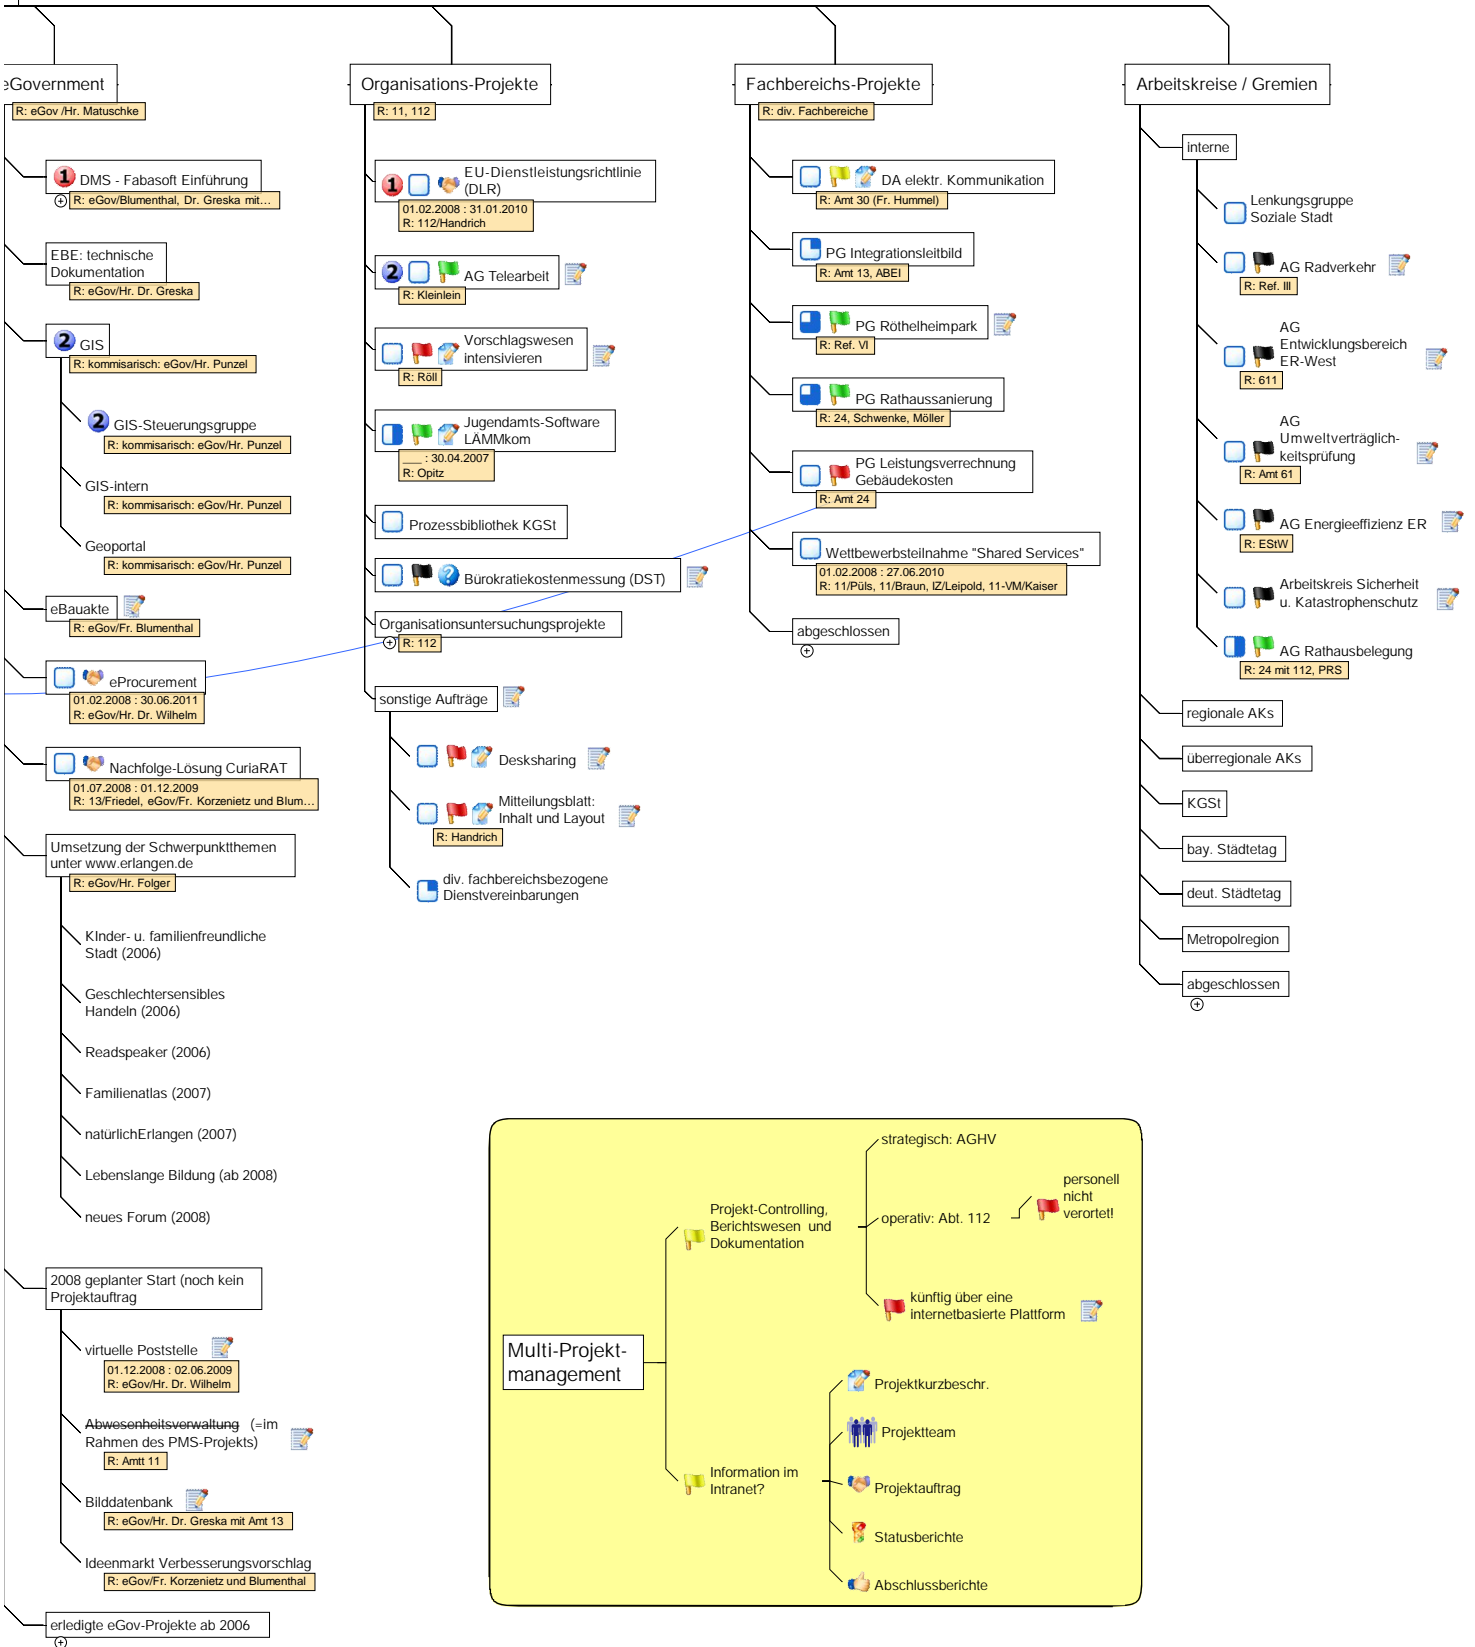 eGovernment
R: eGov /Hr. Matuschke
1
DMS - Fabasoft Einführung
R: eGov/Blumenthal, Dr. Greska mit...
EBE: technische
Dokumentation
R: eGov/Hr. Dr. Greska
2
GIS
R: kommisarisch: eGov/Hr. Punzel
2
GIS-Steuerungsgruppe
R: kommisarisch: eGov/Hr. Punzel
GIS-intern
R: kommisarisch: eGov/Hr. Punzel
Geoportal
R: kommisarisch: eGov/Hr. Punzel
eBauakte
R: eGov/Fr. Blumenthal
eProcurement
01.02.2008 : 30.06.2011
R: eGov/Hr. Dr. Wilhelm
Nachfolge-Lösung CuriaRAT
01.07.2008 : 01.12.2009
R: 13/Friedel, eGov/Fr. Korzenietz und Blum...
Umsetzung der Schwerpunktthemen
unter www.erlangen.de
R: eGov/Hr. Folger
KInder- u. familienfreundliche
Stadt (2006)
Geschlechtersensibles
Handeln (2006)
Readspeaker (2006)
Familienatlas (2007)
natürlichErlangen (2007)
Lebenslange Bildung (ab 2008)
neues Forum (2008)
2008 geplanter Start (noch kein
Projektauftrag
virtuelle Poststelle
01.12.2008 : 02.06.2009
R: eGov/Hr. Dr. Wilhelm
Abwesenheitsverwaltung (=im
Rahmen des PMS-Projekts)
R: Amtt 11
Bilddatenbank
R: eGov/Hr. Dr. Greska mit Amt 13
Ideenmarkt Verbesserungsvorschlag
R: eGov/Fr. Korzenietz und Blumenthal
erledigte eGov-Projekte ab 2006
Organisations-Projekte
R: 11, 112
1
EU-Dienstleistungsrichtlinie
(DLR)
01.02.2008 : 31.01.2010
R: 112/Handrich
2
AG Telearbeit
R: Kleinlein
Vorschlagswesen
intensivieren
R: Röll
Jugendamts-Software
LÄMMkom
___ : 30.04.2007
R: Opitz
Prozessbibliothek KGSt
?
Bürokratiekostenmessung (DST)
Organisationsuntersuchungsprojekte
R: 112
sonstige Aufträge
Desksharing
Mitteilungsblatt:
Inhalt und Layout
R: Handrich
div. fachbereichsbezogene
Dienstvereinbarungen
Fachbereichs-Projekte
R: div. Fachbereiche
DA elektr. Kommunikation
R: Amt 30 (Fr. Hummel)
PG Integrationsleitbild
R: Amt 13, ABEI
PG Röthelheimpark
R: Ref. VI
PG Rathaussanierung
R: 24, Schwenke, Möller
PG Leistungsverrechnung
Gebäudekosten
R: Amt 24
Wettbewerbsteilnahme "Shared Services"
01.02.2008 : 27.06.2010
R: 11/Püls, 11/Braun, IZ/Leipold, 11-VM/Kaiser
abgeschlossen
Arbeitskreise / Gremien
interne
Lenkungsgruppe
Soziale Stadt
AG Radverkehr
R: Ref. III
AG
Entwicklungsbereich
ER-West
R: 611
AG
Umweltverträglich-
keitsprüfung
R: Amt 61
AG Energieeffizienz ER
R: EStW
Arbeitskreis Sicherheit
u. Katastrophenschutz
AG Rathausbelegung
R: 24 mit 112, PRS
regionale AKs
überregionale AKs
KGSt
bay. Städtetag
deut. Städtetag
Metropolregion
abgeschlossen
Multi-Projekt-
management
Projekt-Controlling,
Berichtswesen und
Dokumentation
strategisch: AGHV
operativ: Abt. 112
personell
nicht
verortet!
künftig über eine
internetbasierte Plattform
Information im
Intranet?
Projektkurzbeschr.
Projektteam
Projektauftrag
Statusberichte
Abschlussberichte